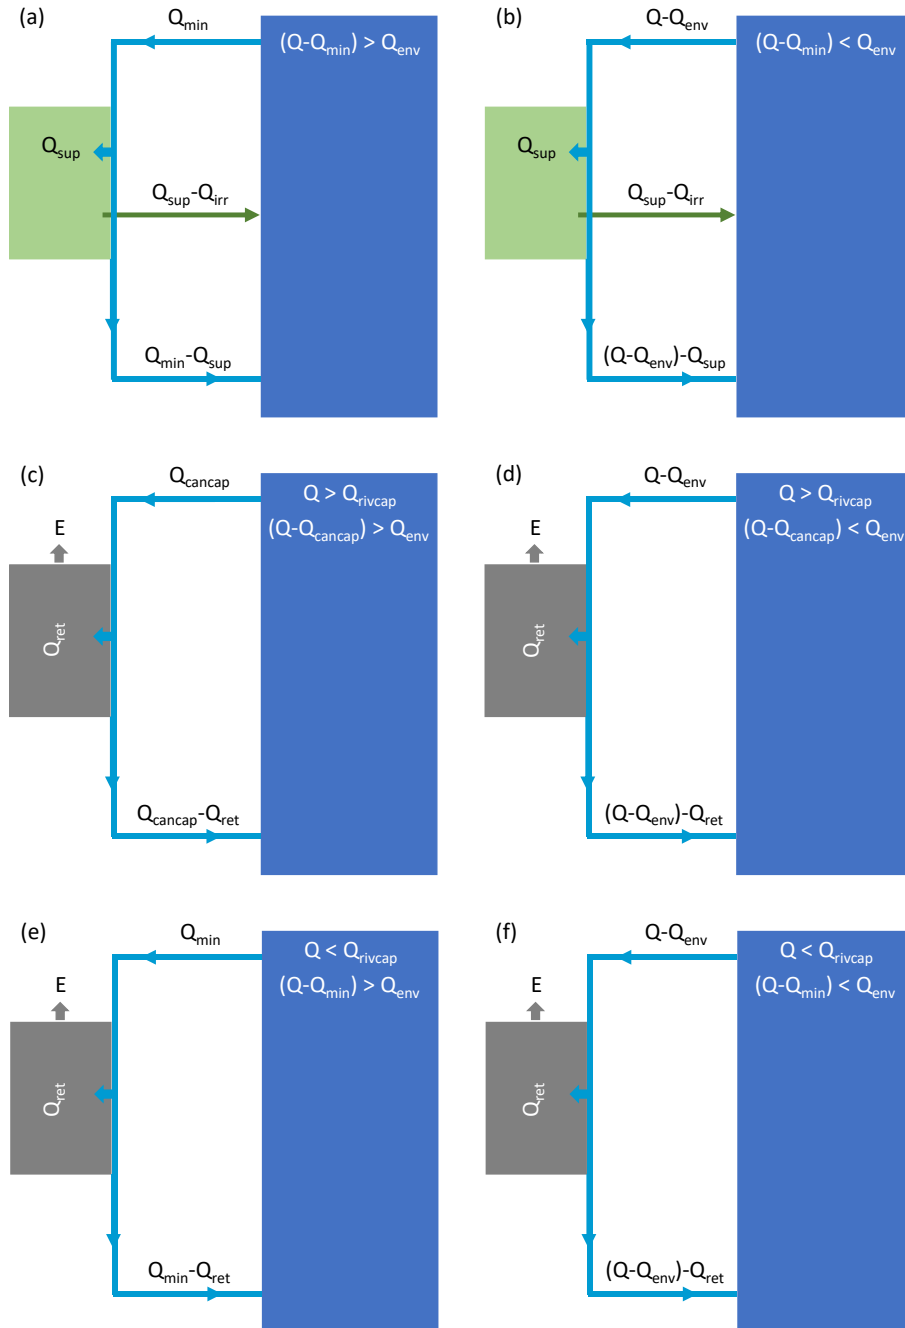 (a)
Q_min
(Q-Q_min) > Q_env
Q_sup
Q_sup-Q_irr
Q_min-Q_sup
(b)
Q-Q_env
(Q-Q_min) < Q_env
Q_sup
Q_sup-Q_irr
(Q-Q_env)-Q_sup
(c)
Q_cancap
Q > Q_rivcap
(Q-Q_cancap) > Q_env
E
Q_ret
Q_cancap-Q_ret
(d)
Q-Q_env
Q > Q_rivcap
(Q-Q_cancap) < Q_env
E
Q_ret
(Q-Q_env)-Q_ret
(e)
Q_min
Q < Q_rivcap
(Q-Q_min) > Q_env
E
Q_ret
Q_min-Q_ret
(f)
Q-Q_env
Q < Q_rivcap
(Q-Q_min) < Q_env
E
Q_ret
(Q-Q_env)-Q_ret